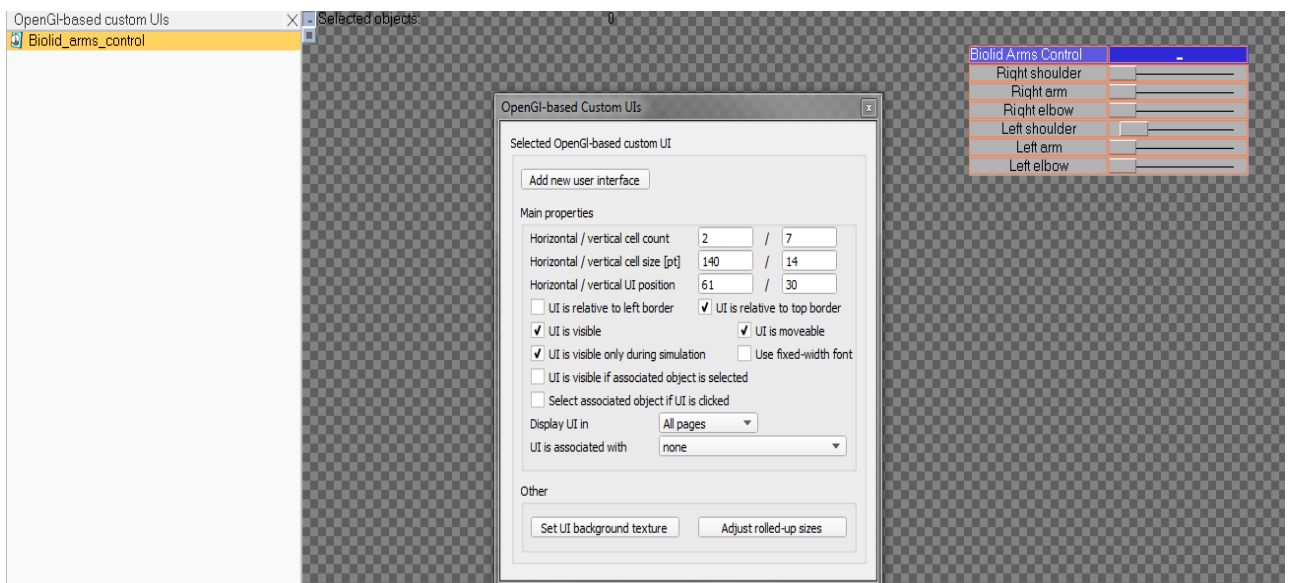 OpenGl-based custom UIs
Biolid_arms_control
Selected objects: 0
OpenGl-based Custom UIs
Selected OpenGl-based custom UI
Add new user interface
Main properties
Horizontal / vertical cell count 2 / 7
Horizontal / vertical cell size [pt] 140 / 14
Horizontal / vertical UI position 61 / 30
UI is relative to left border UI is relative to top border
UI is visible UI is moveable
UI is visible only during simulation Use fixed-width font
UI is visible if associated object is selected
Select associated object if UI is clicked
Display UI in All pages
UI is associated with none
Other
Set UI background texture Adjust rolled-up sizes
Biolid Arms Control -
Right shoulder
Right arm
Right elbow
Left shoulder
Left arm
Left elbow